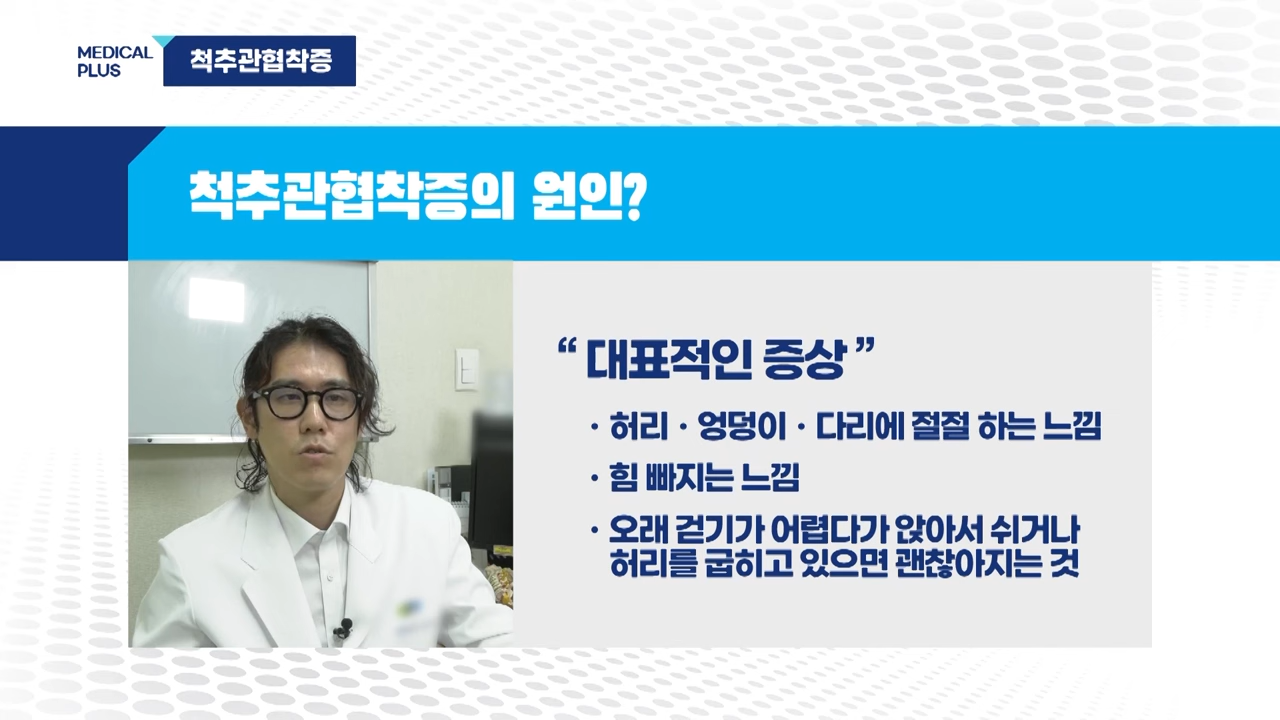 MEDICAL
PLUS
척추관협착증
척추관협착증의 원인?
“ 대표적인 증상 ”
· 허리 · 엉덩이 · 다리에 절절 하는 느낌
· 힘 빠지는 느낌
· 오래 걷기가 어렵다가 앉아서 쉬거나
허리를 굽히고 있으면 괜찮아지는 것